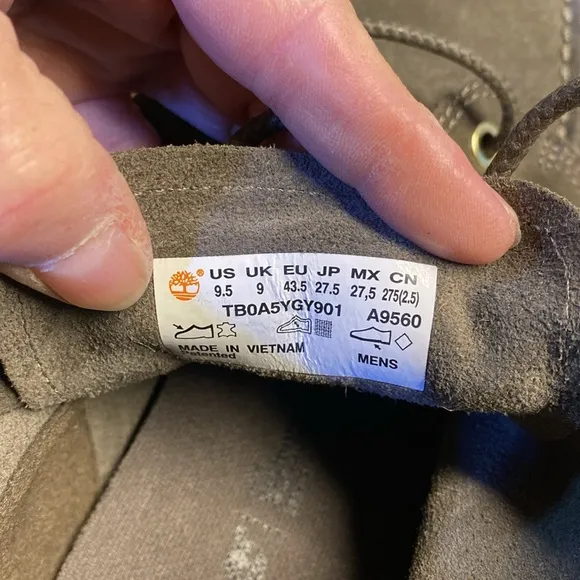 ® US UK EU JP MX CN
9.5 9 43.5 27.5 27,5 275(2.5)
TB0A5YGY901 A9560
MADE IN VIETNAM
Patented
MENS